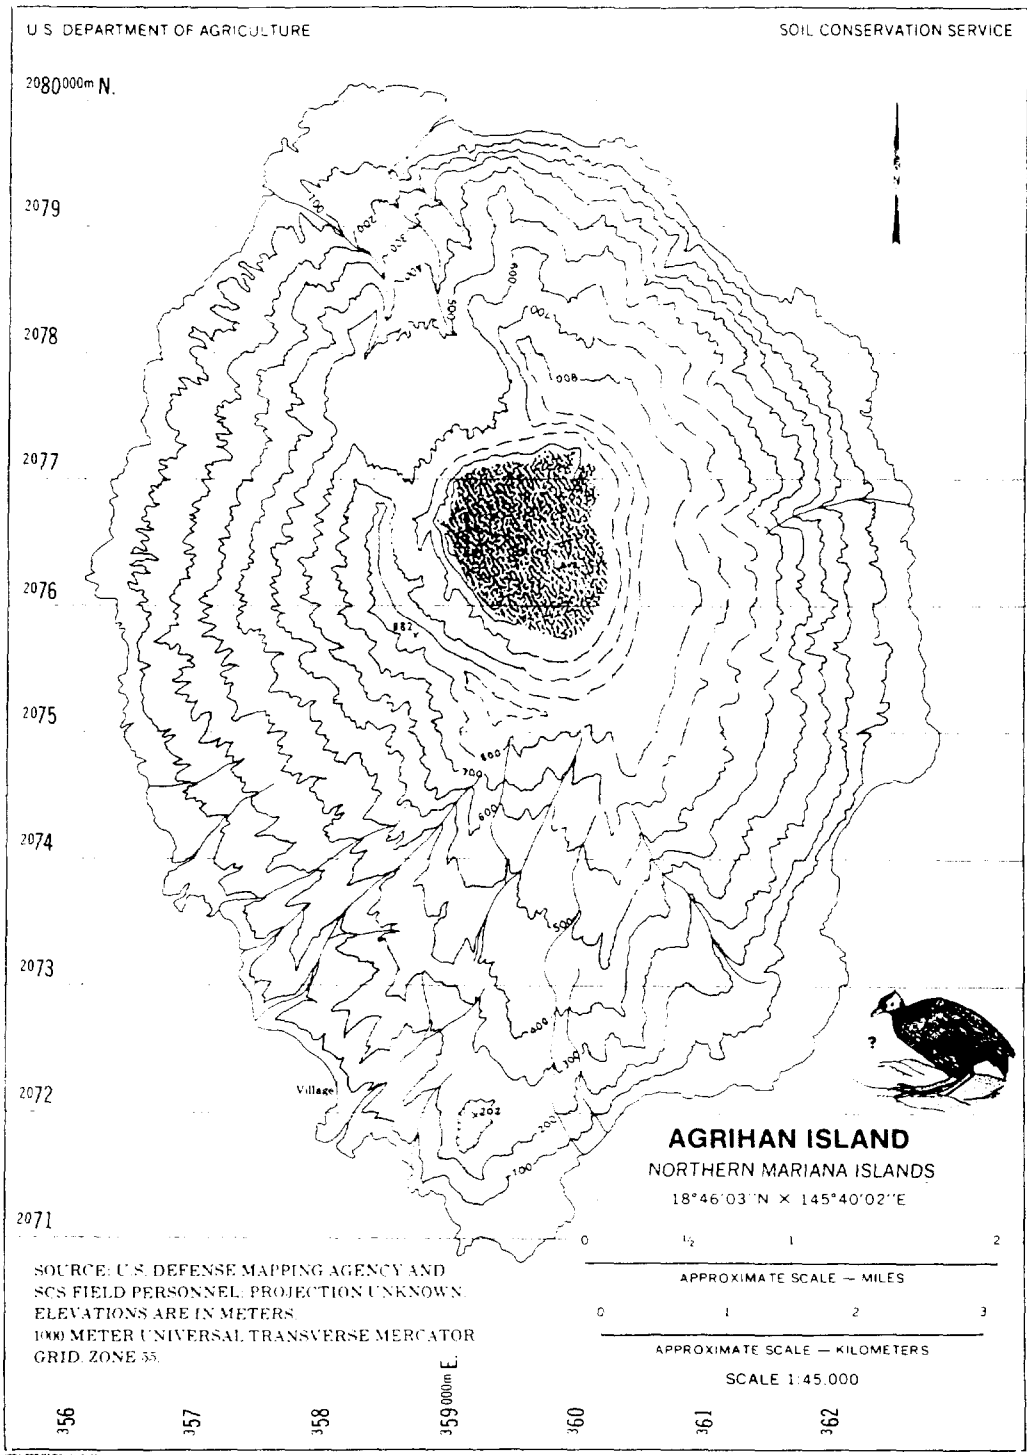 U.S. DEPARTMENT OF AGRICULTURE
SOIL CONSERVATION SERVICE
2080000m N.
2079
2078
2077
2076
2075
2074
2073
2072
2071
N
100
200
300
400
500
600
700
800
882
800
700
600
500
400
300
200
100
202
Village
?
AGRIHAN ISLAND
NORTHERN MARIANA ISLANDS
18°46'03"N × 145°40'02"E
0 1/2 1 2
APPROXIMATE SCALE — MILES
0 1 2 3
APPROXIMATE SCALE — KILOMETERS
SCALE 1:45,000
SOURCE: U.S. DEFENSE MAPPING AGENCY AND
SCS FIELD PERSONNEL; PROJECTION UNKNOWN.
ELEVATIONS ARE IN METERS.
1000 METER UNIVERSAL TRANSVERSE MERCATOR
GRID, ZONE 55.
356
357
358
359000m E.
360
361
362